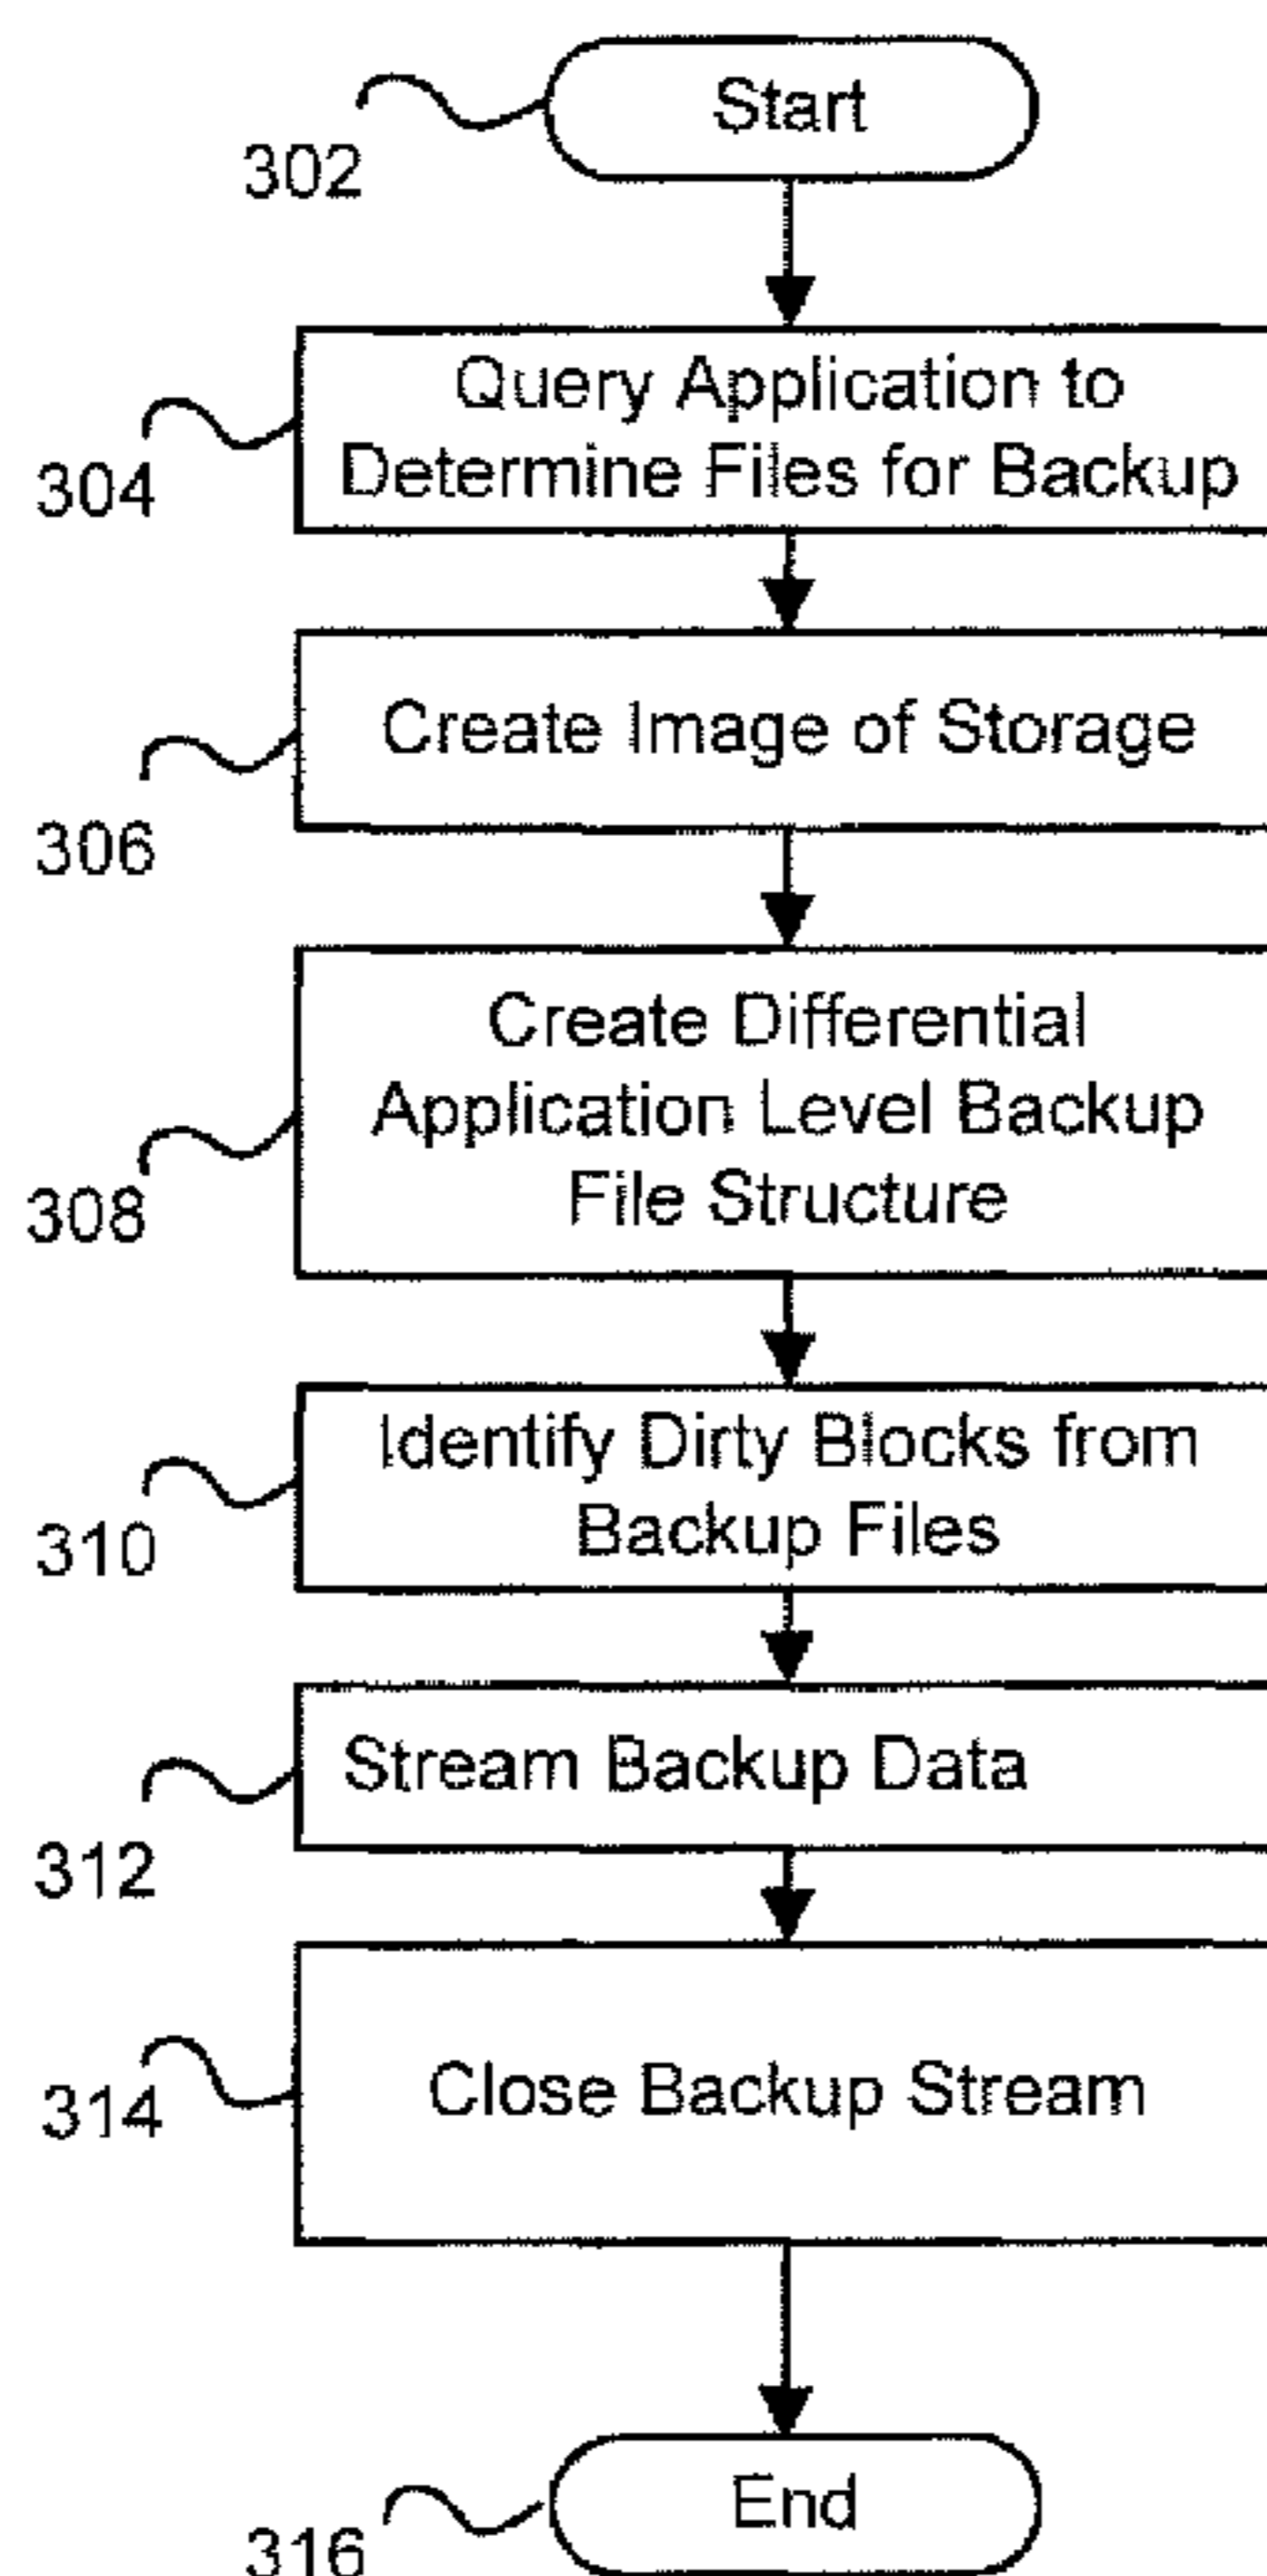 Start
302
Query Application to
Determine Files for Backup
304
Create Image of Storage
306
Create Differential
Application Level Backup
File Structure
308
Identify Dirty Blocks from
Backup Files
310
Stream Backup Data
312
Close Backup Stream
314
End
316